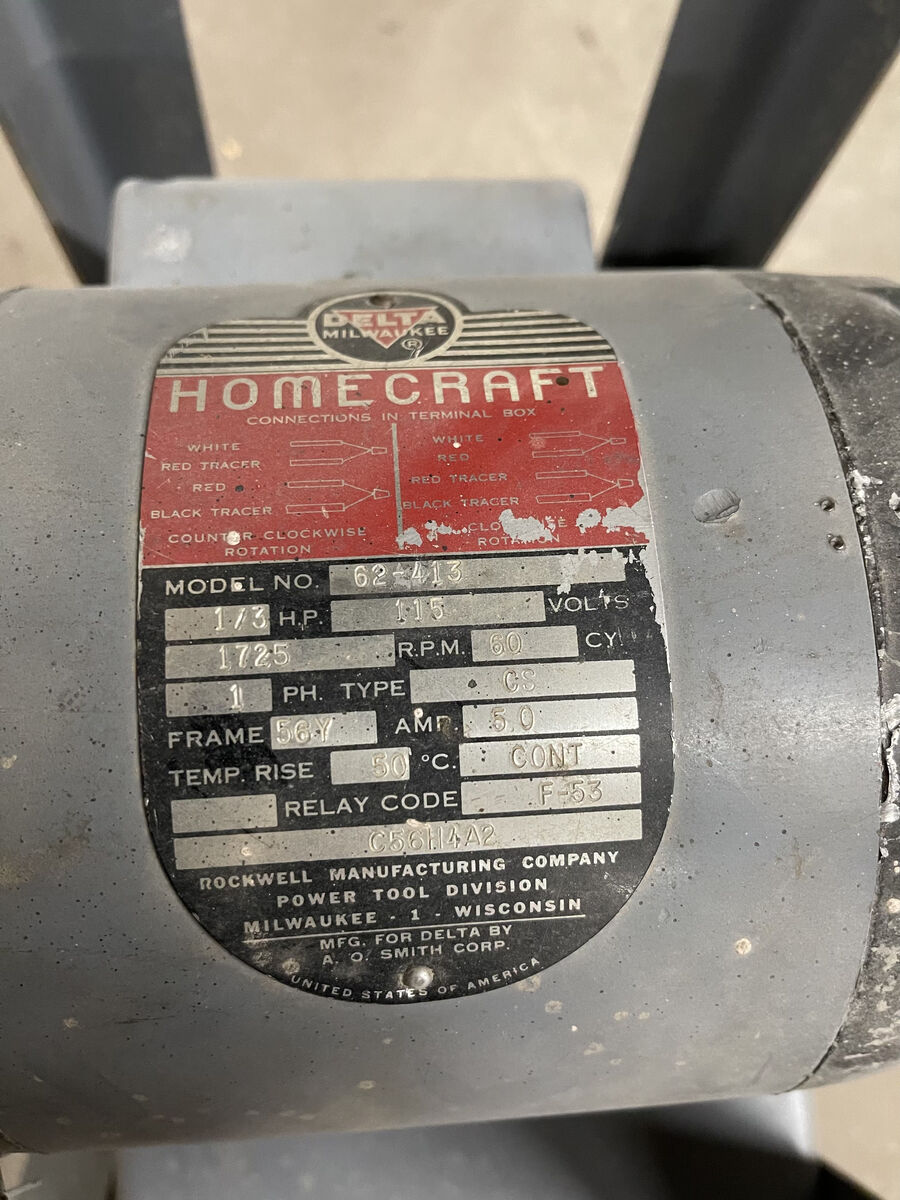 DELTA
MILWAUKEE
®
HOMECRAFT
CONNECTIONS IN TERMINAL BOX
WHITE
RED TRACER
RED
BLACK TRACER
COUNTER CLOCKWISE
ROTATION
WHITE
RED
RED TRACER
BLACK TRACER
ROTATION
MODEL NO. 62-413
1/3 H.P. 115 VOLTS
1725 R.P.M. 60 CY
1 PH. TYPE CS
FRAME 56Y AMP. 5.0
TEMP. RISE 50 °C. CONT
RELAY CODE F-53
C56H4A2
ROCKWELL MANUFACTURING COMPANY
POWER TOOL DIVISION
MILWAUKEE - 1 - WISCONSIN
MFG. FOR DELTA BY
A. O. SMITH CORP.
UNITED STATES OF AMERICA